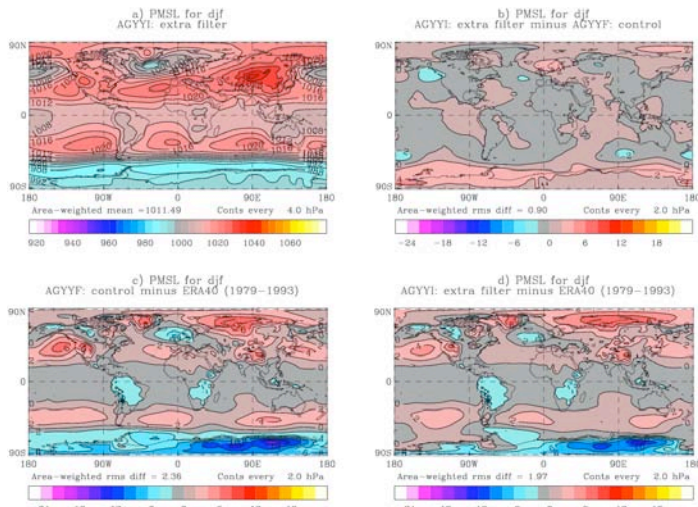 a) PMSL for djf
AGYYI: extra filter
90N
0
90S
180 90W 0 90E 180
Area-weighted mean =1011.49 Conts every 4.0 hPa
920 940 960 980 1000 1020 1040 1060
b) PMSL for djf
AGYYI: extra filter minus AGYYF: control
90N
0
90S
180 90W 0 90E 180
Area-weighted rms diff = 0.90 Conts every 2.0 hPa
-24 -18 -12 -6 0 6 12 18
c) PMSL for djf
AGYYF: control minus ERA40 (1979-1993)
90N
0
90S
180 90W 0 90E 180
Area-weighted rms diff = 2.36 Conts every 2.0 hPa
d) PMSL for djf
AGYYI: extra filter minus ERA40 (1979-1993)
90N
0
90S
180 90W 0 90E 180
Area-weighted rms diff = 1.97 Conts every 2.0 hPa